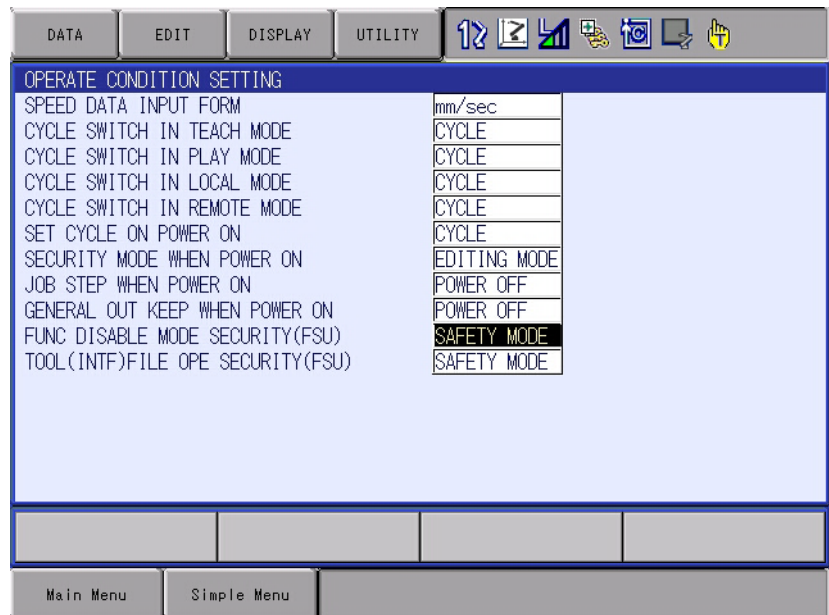 DATA EDIT DISPLAY UTILITY
OPERATE CONDITION SETTING
SPEED DATA INPUT FORM mm/sec
CYCLE SWITCH IN TEACH MODE CYCLE
CYCLE SWITCH IN PLAY MODE CYCLE
CYCLE SWITCH IN LOCAL MODE CYCLE
CYCLE SWITCH IN REMOTE MODE CYCLE
SET CYCLE ON POWER ON CYCLE
SECURITY MODE WHEN POWER ON EDITING MODE
JOB STEP WHEN POWER ON POWER OFF
GENERAL OUT KEEP WHEN POWER ON POWER OFF
FUNC DISABLE MODE SECURITY(FSU) SAFETY MODE
TOOL(INTF)FILE OPE SECURITY(FSU) SAFETY MODE
Main Menu Simple Menu